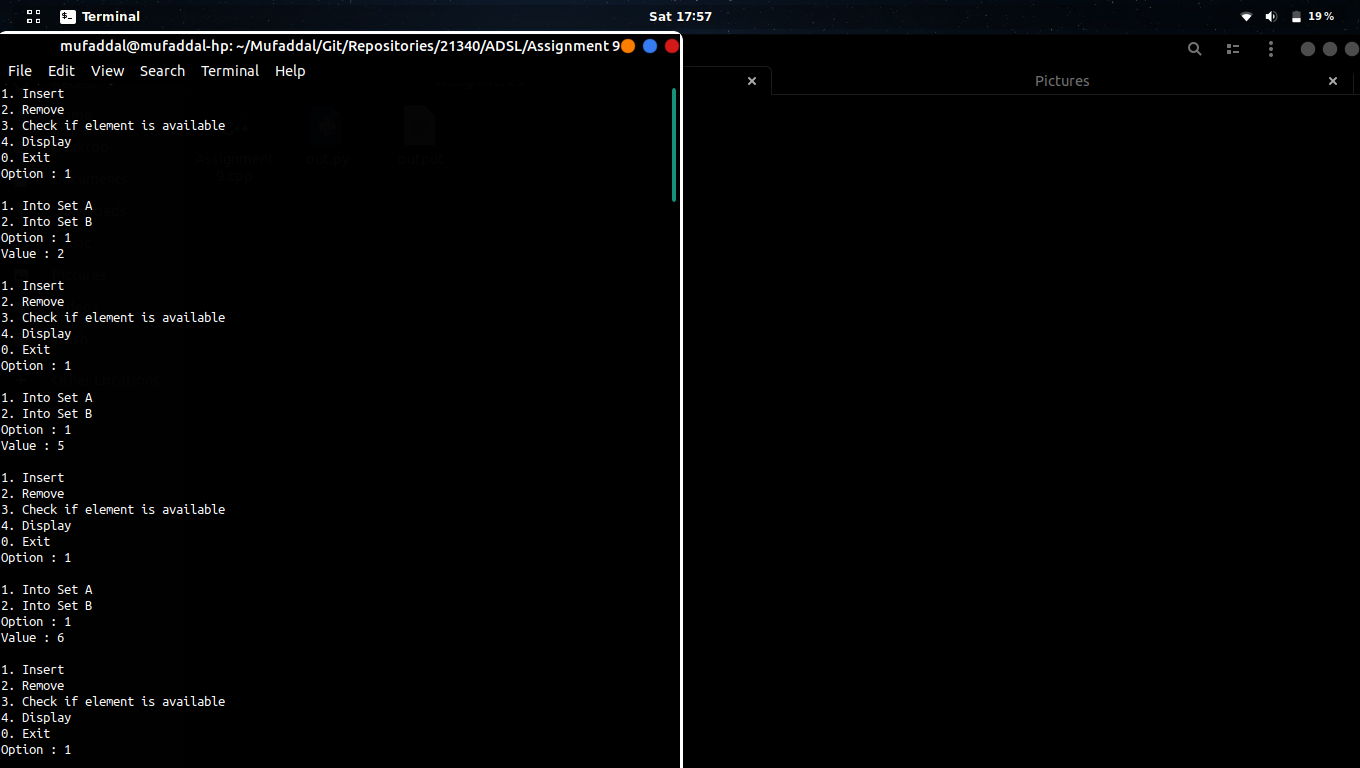 Terminal
Sat 17:57
19%
mufaddal@mufaddal-hp: ~/Mufaddal/Git/Repositories/21340/ADSL/Assignment 9
File Edit View Search Terminal Help
Pictures
1. Insert
2. Remove
3. Check if element is available
4. Display
0. Exit
Option : 1
1. Into Set A
2. Into Set B
Option : 1
Value : 2
1. Insert
2. Remove
3. Check if element is available
4. Display
0. Exit
Option : 1
1. Into Set A
2. Into Set B
Option : 1
Value : 5
1. Insert
2. Remove
3. Check if element is available
4. Display
0. Exit
Option : 1
1. Into Set A
2. Into Set B
Option : 1
Value : 6
1. Insert
2. Remove
3. Check if element is available
4. Display
0. Exit
Option : 1